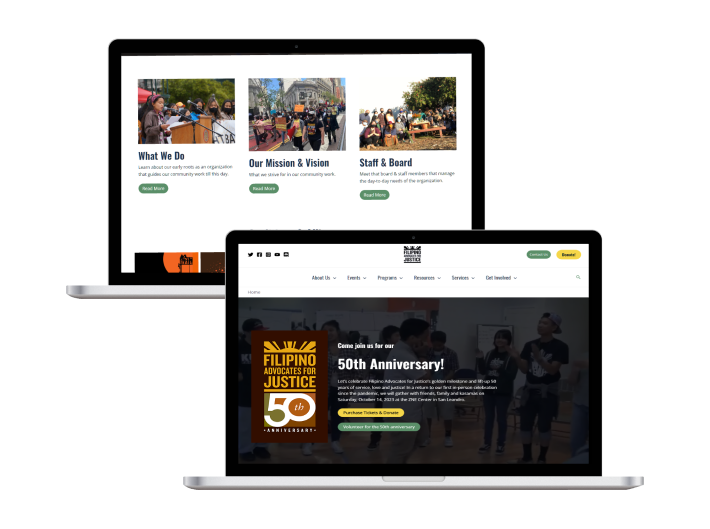 What We Do
Learn about our early roots as an organization
that guides our community work till this day.
Read More
Our Mission & Vision
What we strive for in our community work.
Read More
Staff & Board
Meet that board & staff members that manage
the day-to-day needs of the organization.
Read More
JOIN
FILIPINO
ADVOCATES FOR
JUSTICE
Contact Us
Donate!
About Us
Events
Programs
Resources
Services
Get Involved
Home
FILIPINO
ADVOCATES FOR
JUSTICE
50th
•ANNIVERSARY•
Come join us for our
50th Anniversary!
Let's celebrate Filipino Advocates for Justice's golden milestone and lift up 50
years of service, love and justice! In a return to our first in-person celebration
since the pandemic, we will gather with friends, family and kasamas on
Saturday, October 14, 2023 at the ZNE Center in San Leandro.
Purchase Tickets & Donate
Volunteer for the 50th anniversary